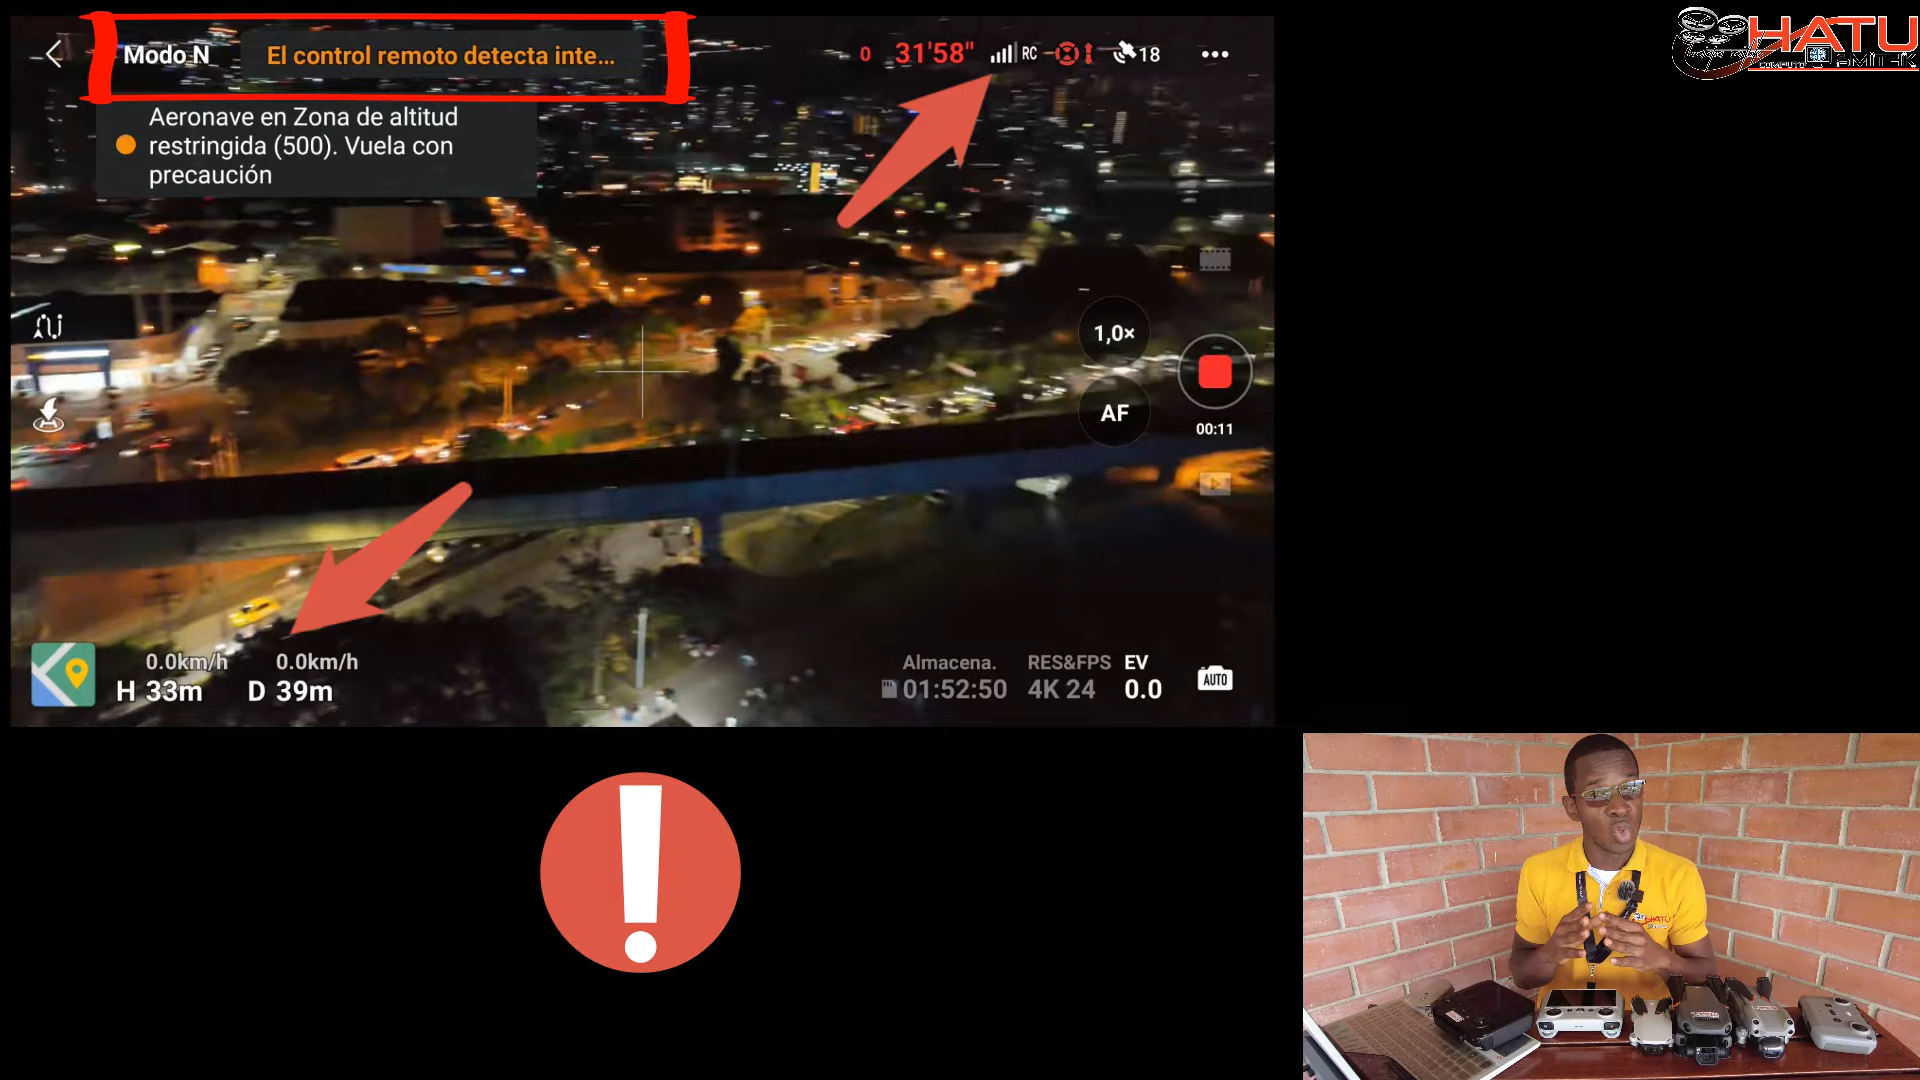 Modo N
El control remoto detecta inte...
0
31'58"
RC
18
Aeronave en Zona de altitud
restringida (500). Vuela con
precaución
1,0×
AF
00:11
0.0km/h
0.0km/h
H 33m
D 39m
Almacena.
RES&FPS
EV
01:52:50
4K 24
0.0
AUTO
HATU
HATU